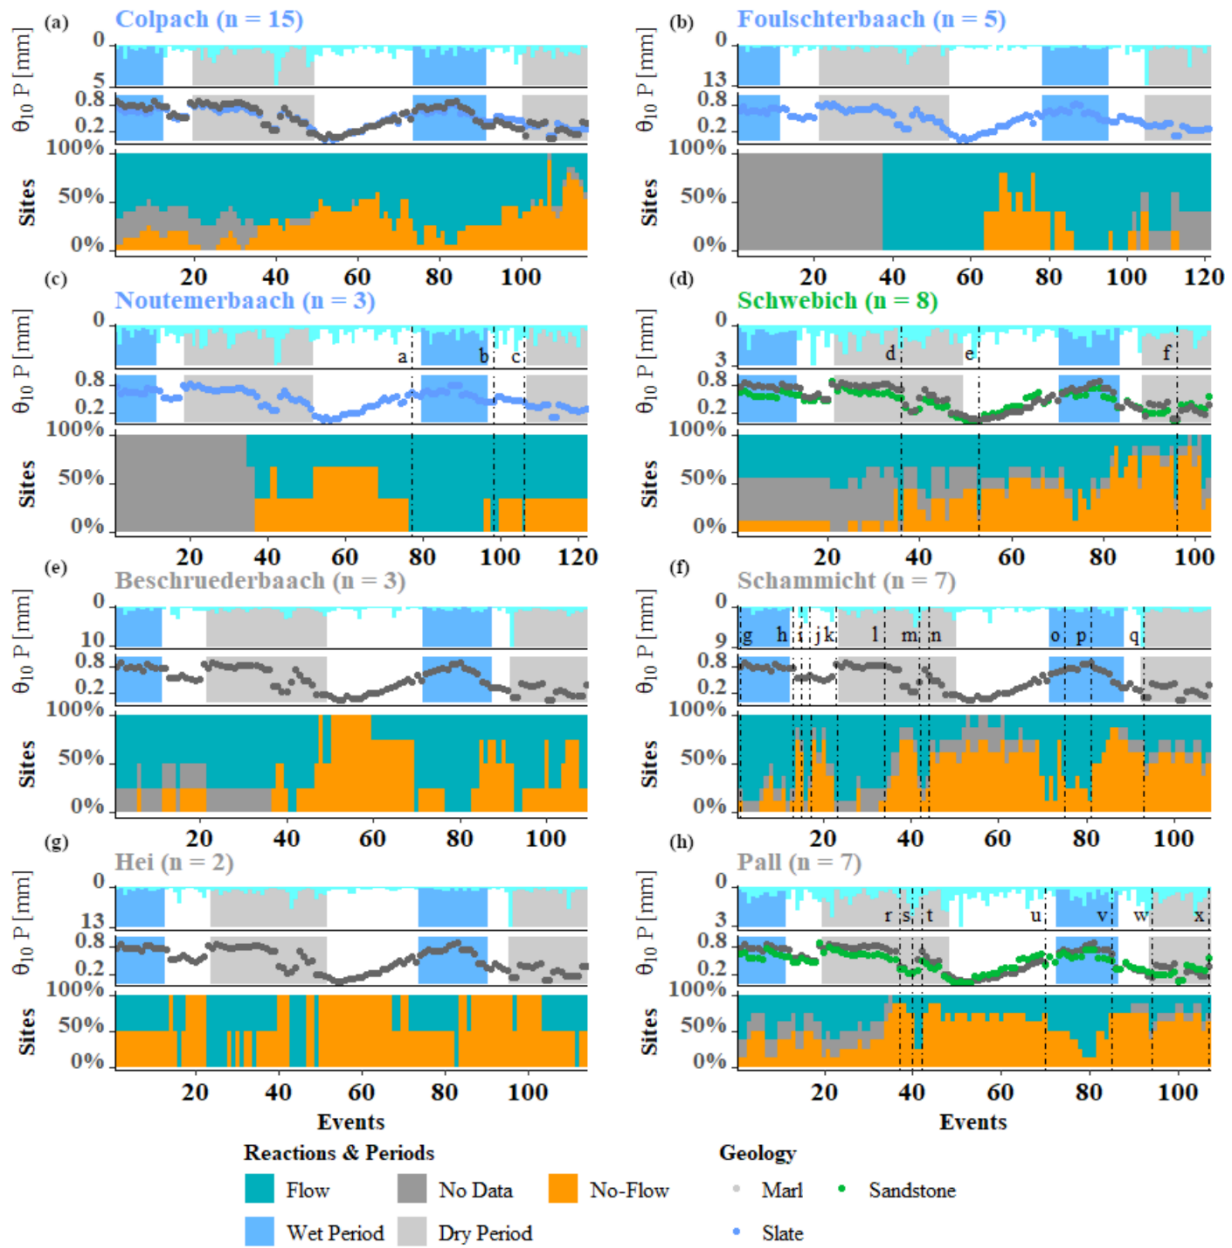 (a) Colpach (n = 15)
θ10 P [mm]
0
5
0.8
0.2
Sites
100%
50%
0%
20 40 60 80 100
(b) Foulschterbaach (n = 5)
θ10 P [mm]
0
13
0.8
0.2
Sites
100%
50%
0%
20 40 60 80 100 120
(c) Noutemerbaach (n = 3)
θ10 P [mm]
0
3
a b c
0.8
0.2
Sites
100%
50%
0%
20 40 60 80 100 120
(d) Schwebich (n = 8)
θ10 P [mm]
0
3
d e f
0.8
0.2
Sites
100%
50%
0%
20 40 60 80 100
(e) Beschruederbaach (n = 3)
θ10 P [mm]
0
10
0.8
0.2
Sites
100%
50%
0%
20 40 60 80 100
(f) Schammicht (n = 7)
θ10 P [mm]
0
9
g h i j k l m n o p q
0.8
0.2
Sites
100%
50%
0%
20 40 60 80 100
(g) Hei (n = 2)
θ10 P [mm]
0
13
0.8
0.2
Sites
100%
50%
0%
20 40 60 80 100
Events
(h) Pall (n = 7)
θ10 P [mm]
0
3
r s t u v w x
0.8
0.2
Sites
100%
50%
0%
20 40 60 80 100
Events
Reactions & Periods
Flow No Data No-Flow
Wet Period Dry Period
Geology
Marl Sandstone
Slate